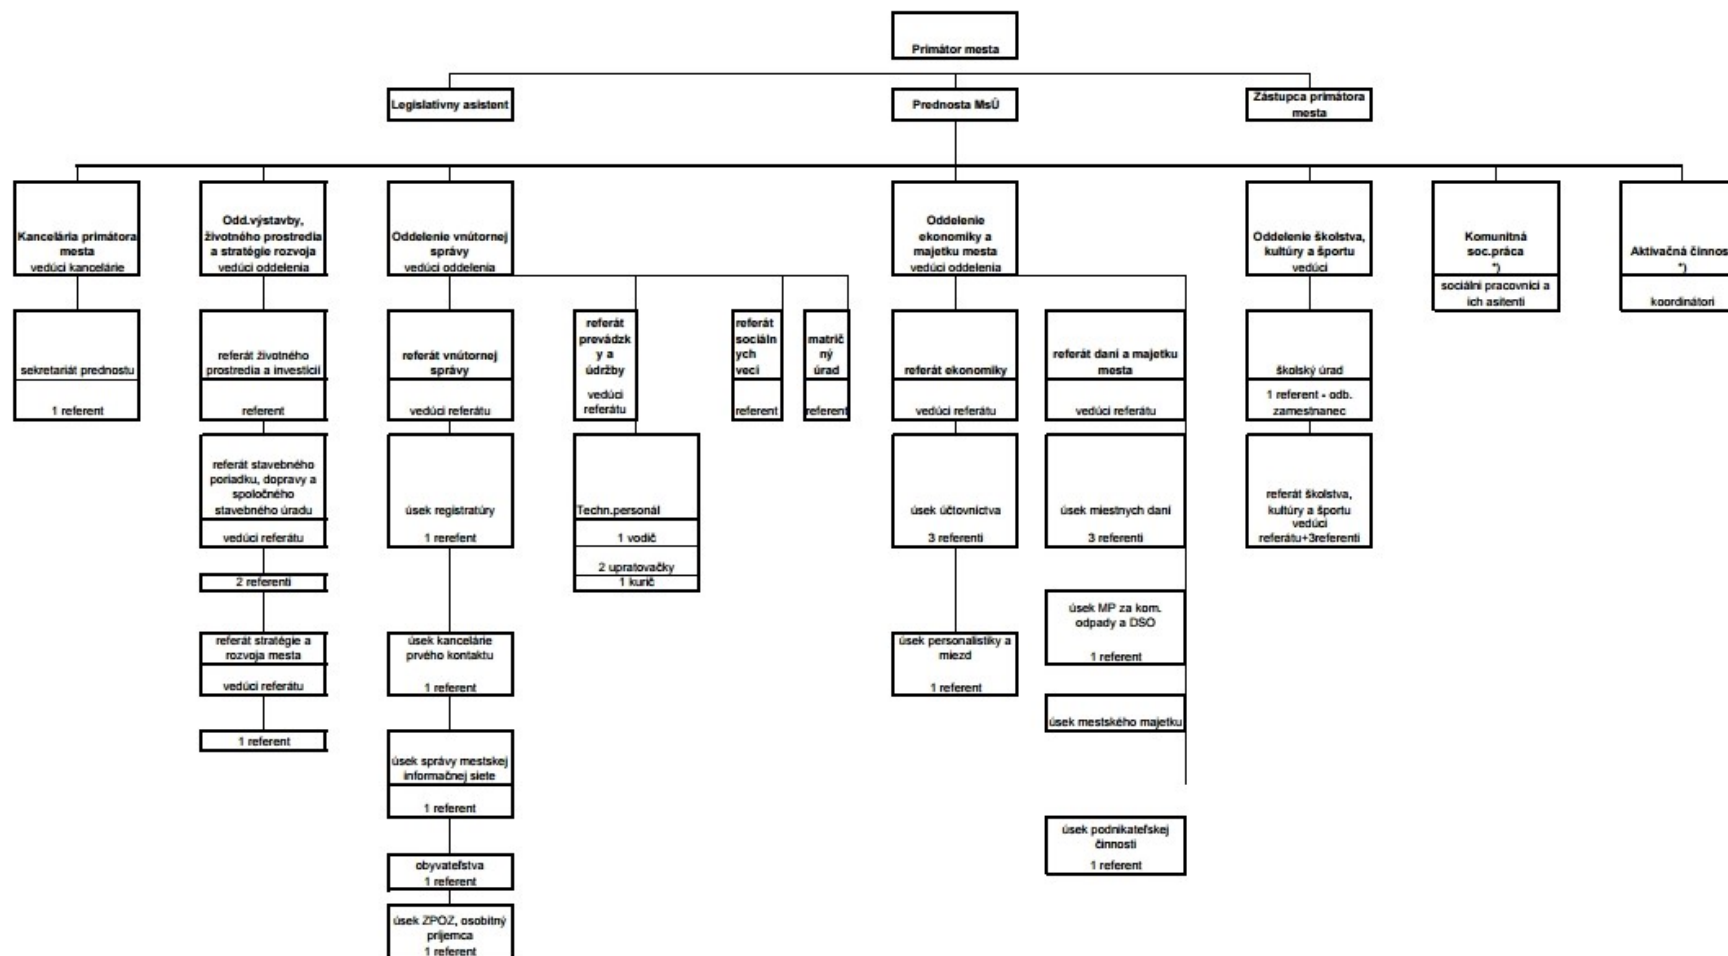 Primátor mesta
Legislatívny asistent
Prednosta MsÚ
Zástupca primátora
mesta
Kancelária primátora
mesta
vedúci kancelárie
Odd.výstavby,
životného prostredia
a stratégie rozvoja
vedúci oddelenia
Oddelenie vnútornej
správy
vedúci oddelenia
Oddelenie
ekonomiky a
majetku mesta
vedúci oddelenia
Oddelenie školstva,
kultúry a športu
vedúci
Komunitná
soc.práca
*)
sociálni pracovníci a
ich asitenti
Aktivačná činnos
*)
koordinátori
sekretariát prednostu
1 referent
referát životného
prostredia a investícií
referent
referát vnútornej
správy
vedúci referátu
referát
prevádzk
y a
údržby
vedúci
referátu
referát
sociáln
ych
vecí
referent
matrič
ný
úrad
referent
referát ekonomiky
vedúci referátu
referát daní a majetku
mesta
vedúci referátu
školský úrad
1 referent - odb.
zamestnanec
referát stavebného
poriadku, dopravy a
spoločného
stavebného úradu
vedúci referátu
2 referenti
referát stratégie a
rozvoja mesta
vedúci referátu
1 referent
úsek registratúry
1 rerefent
úsek kancelárie
prvého kontaktu
1 referent
úsek správy mestskej
informačnej siete
1 referent
obyvateľstva
1 referent
úsek ZPOZ, osobitný
príjemca
1 referent
Techn.personál
1 vodič
2 upratovačky
1 kurič
úsek účtovníctva
3 referenti
úsek personalistiky a
miezd
1 referent
úsek miestnych daní
3 referenti
úsek MP za kom.
odpady a DSO
1 referent
úsek mestského majetku
úsek podnikateľskej
činnosti
1 referent
referát školstva,
kultúry a športu
vedúci
referátu+3referenti